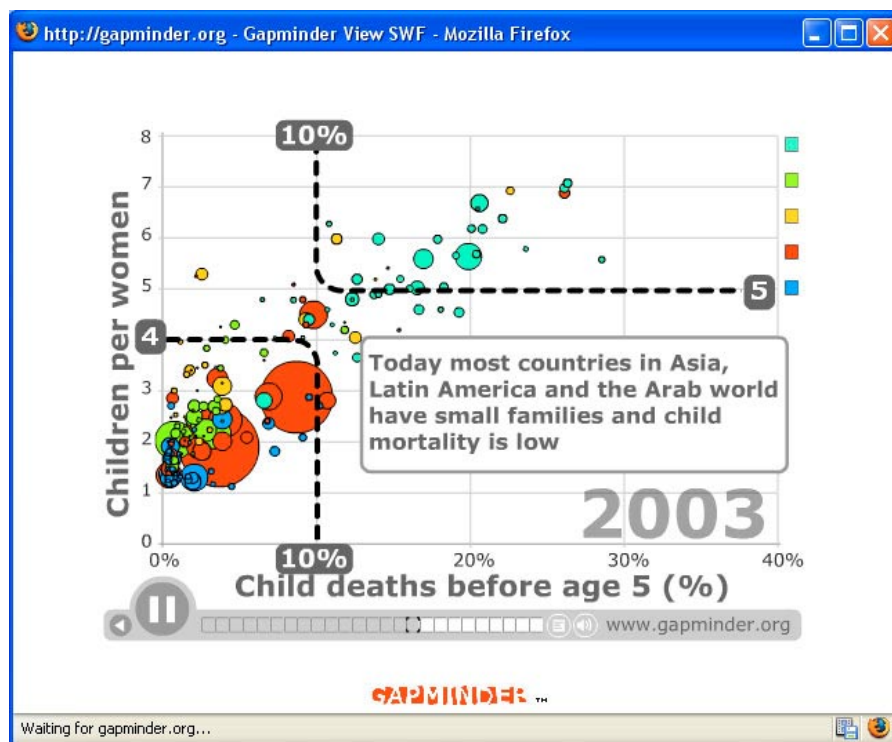 http://gapminder.org - Gapminder View SWF - Mozilla Firefox
8
10%
7
6
5
5
4
4
3
2
1
0
Children per women
Today most countries in Asia,
Latin America and the Arab world
have small families and child
mortality is low
2003
0%
10%
20%
30%
40%
Child deaths before age 5 (%)
www.gapminder.org
GAPMINDER TM
Waiting for gapminder.org...